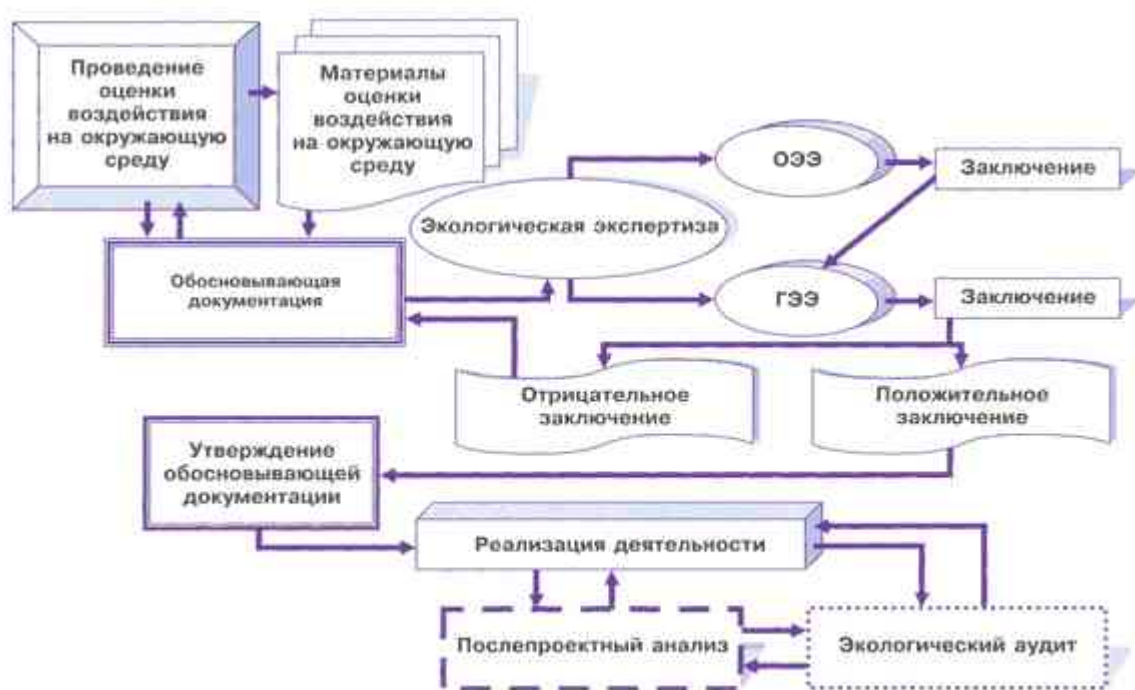 Проведение
оценки
воздействия
на окружающую
среду
Материалы
оценки
воздействия
на окружающую
среду
ОЭЭ
Заключение
Экологическая экспертиза
Обосновывающая
документация
ГЭЭ
Заключение
Отрицательное
заключение
Положительное
заключение
Утверждение
обосновывающей
документации
Реализация деятельности
Послепроектный анализ
Экологический аудит